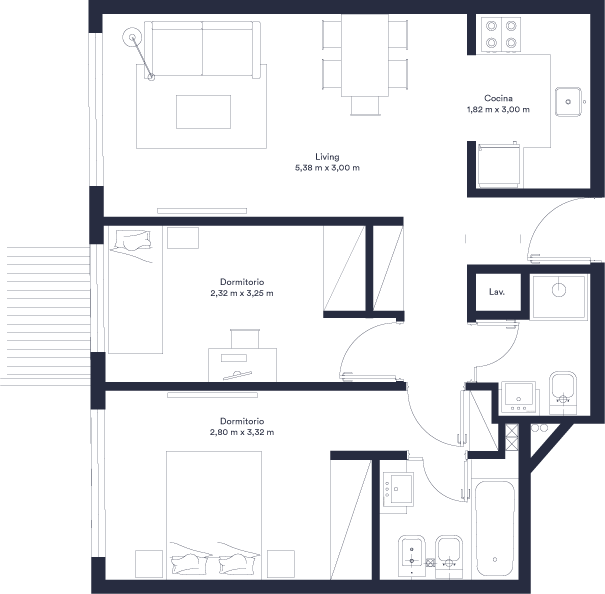 Cocina
1,82 m x 3,00 m
Living
5,38 m x 3,00 m
Dormitorio
2,32 m x 3,25 m
Lav.
Dormitorio
2,80 m x 3,32 m